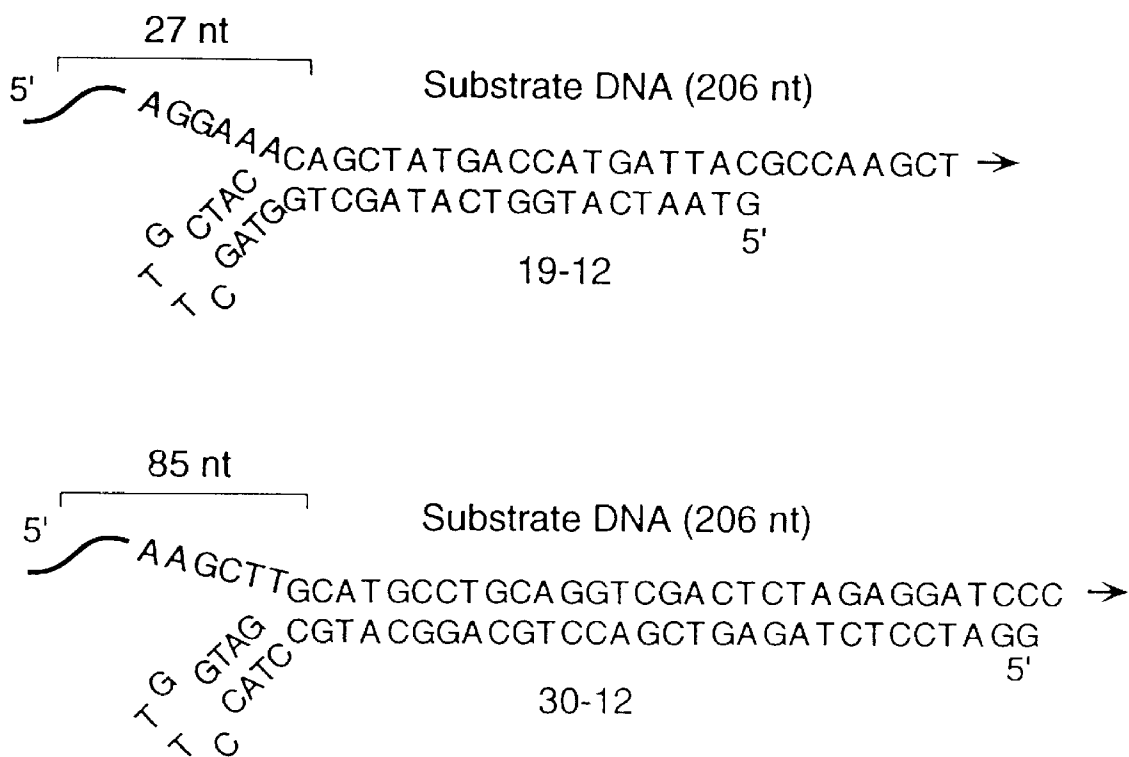 27 nt
5'
Substrate DNA (206 nt)
AGGAAACAGCTATGACCATGATTACGCCAAGCT →
CTAC
GATGGTCGATACTGGTACTAATG
G
T
T
C
5'
19-12
85 nt
5'
Substrate DNA (206 nt)
AAGCTTGCATGCCTGCAGGTCGACTCTAGAGGATCCC →
GTAG
CATCCGTACGGACGTCCAGCTGAGATCTCCTAGG
G
T
T
C
5'
30-12